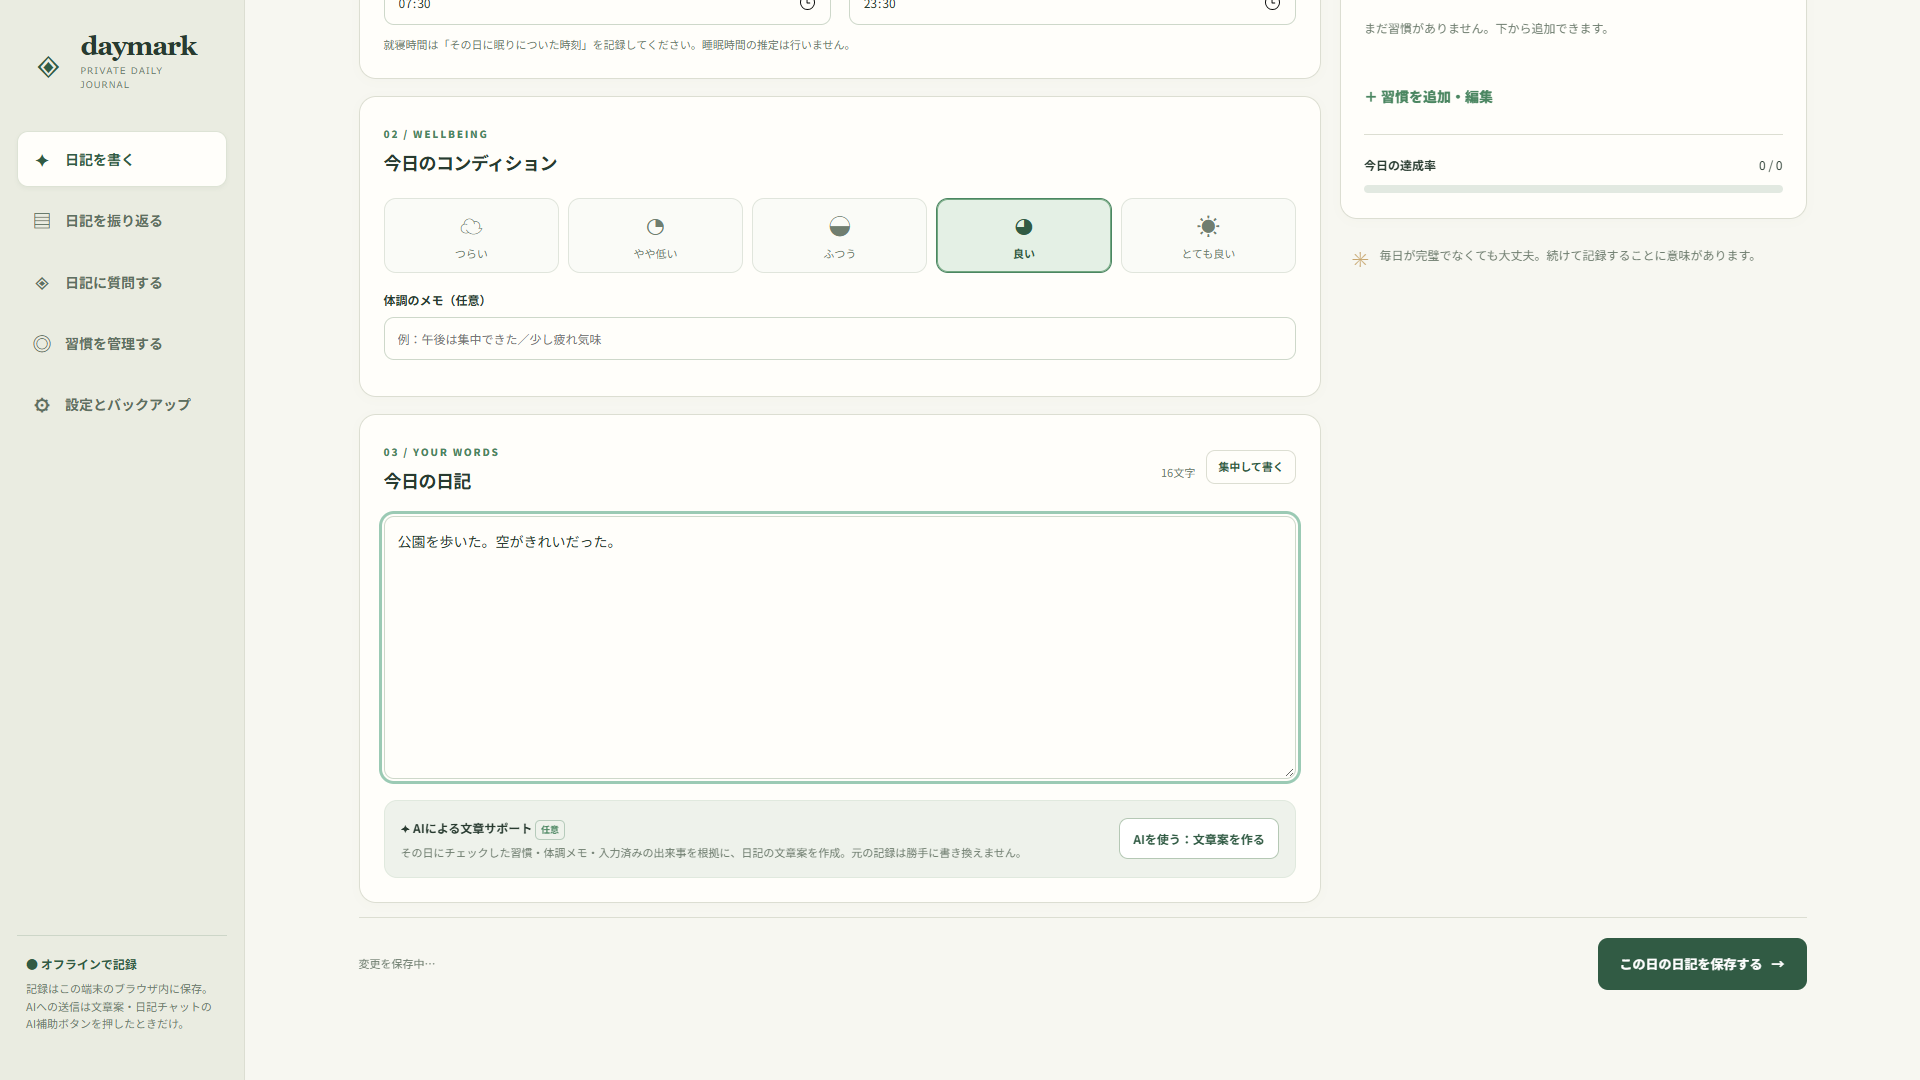 daymark
PRIVATE DAILY
JOURNAL
日記を書く
日記を振り返る
日記に質問する
習慣を管理する
設定とバックアップ
オフラインで記録
記録はこの端末のブラウザ内に保存。
AIへの送信は文章案・日記チャットの
AI補助ボタンを押したときだけ。
07:30
23:30
就寝時間は「その日に眠りについた時刻」を記録してください。睡眠時間の推定は行いません。
02 / WELLBEING
今日のコンディション
つらい
やや低い
ふつう
良い
とても良い
体調のメモ（任意）
例：午後は集中できた／少し疲れ気味
03 / YOUR WORDS
今日の日記
16文字
集中して書く
公園を歩いた。空がきれいだった。
AIによる文章サポート 任意
その日にチェックした習慣・体調メモ・入力済みの出来事を根拠に、日記の文章案を作成。元の記録は勝手に書き換えません。
AIを使う：文章案を作る
変更を保存中…
この日の日記を保存する →
まだ習慣がありません。下から追加できます。
＋ 習慣を追加・編集
今日の達成率
0 / 0
毎日が完璧でなくても大丈夫。続けて記録することに意味があります。